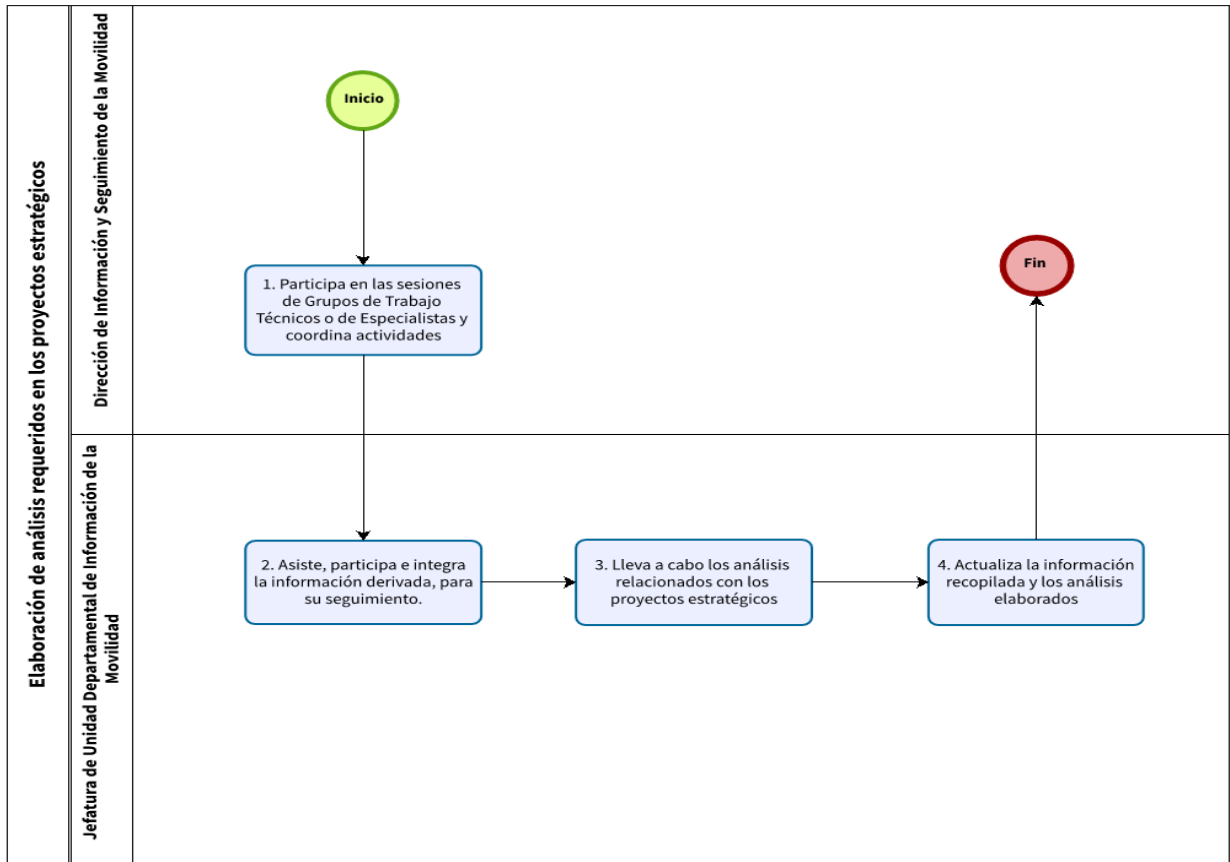 Elaboración de análisis requeridos en los proyectos estratégicos
Dirección de Información y Seguimiento de la Movilidad
Inicio
1. Participa en las sesiones
de Grupos de Trabajo
Técnicos o de Especialistas y
coordina actividades
Fin
Jefatura de Unidad Departamental de Información de la
Movilidad
2. Asiste, participa e integra
la información derivada, para
su seguimiento.
3. Lleva a cabo los análisis
relacionados con los
proyectos estratégicos
4. Actualiza la información
recopilada y los análisis
elaborados